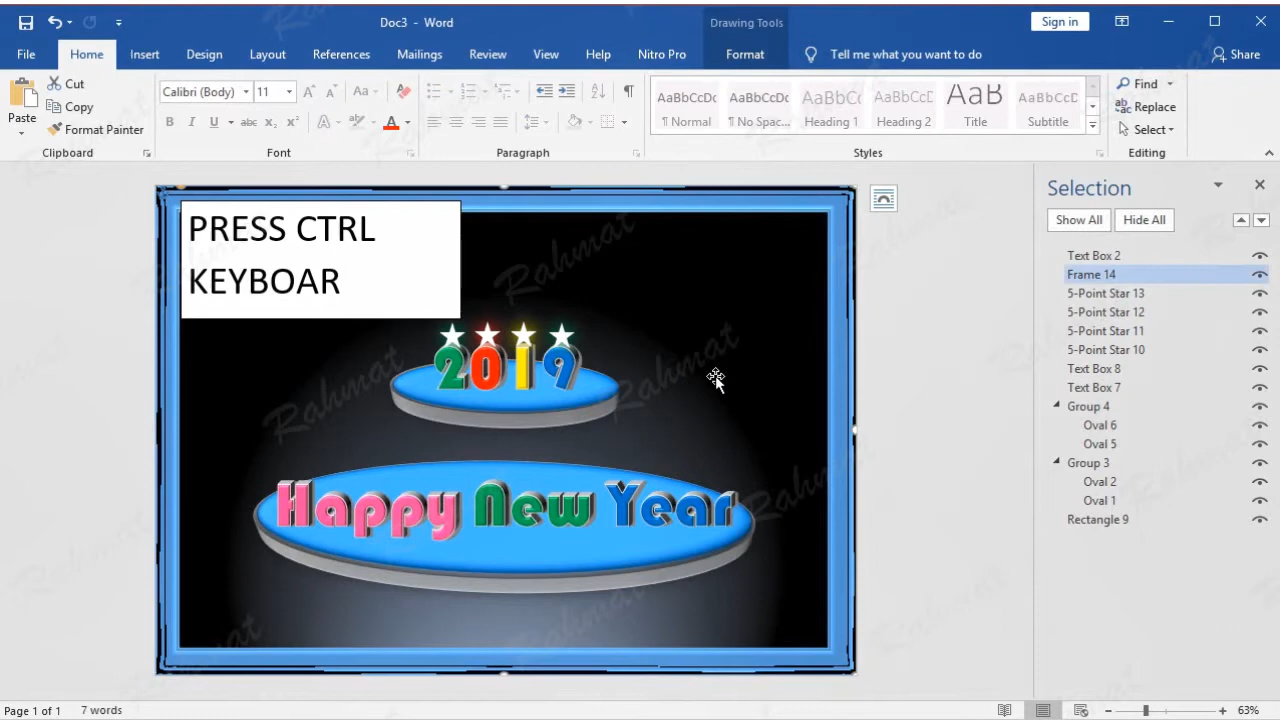 Doc3 - Word
Drawing Tools
Sign in
File Home Insert Design Layout References Mailings Review View Help Nitro Pro Format Tell me what you want to do Share
Paste
Cut
Copy
Format Painter
Clipboard
Calibri (Body) 11
Font
Paragraph
AaBbCcDc AaBbCcDc AaBbCc AaBbCcD AaB AaBbCcD
¶ Normal ¶ No Spac... Heading 1 Heading 2 Title Subtitle
Styles
Find
Replace
Select
Editing
PRESS CTRL
KEYBOAR
2019
Happy New Year
Rahmat
Rahmat
Rahmat
Rahmat
Rahmat
Rahmat
Selection
Show All Hide All
Text Box 2
Frame 14
5-Point Star 13
5-Point Star 12
5-Point Star 11
5-Point Star 10
Text Box 8
Text Box 7
Group 4
Oval 6
Oval 5
Group 3
Oval 2
Oval 1
Rectangle 9
Page 1 of 1 7 words
63%